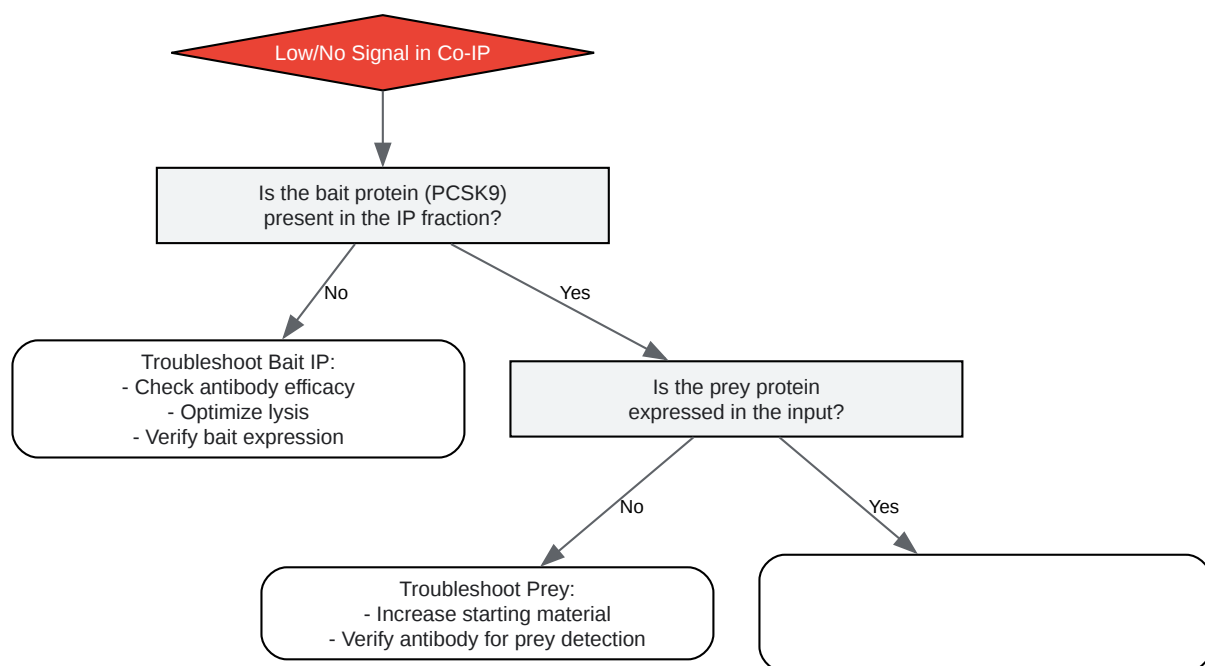 Low/No Signal in Co-IP
Is the bait protein (PCSK9)
present in the IP fraction?
No
Yes
Troubleshoot Bait IP:
- Check antibody efficacy
- Optimize lysis
- Verify bait expression
Is the prey protein
expressed in the input?
No
Yes
Troubleshoot Prey:
- Increase starting material
- Verify antibody for prey detection